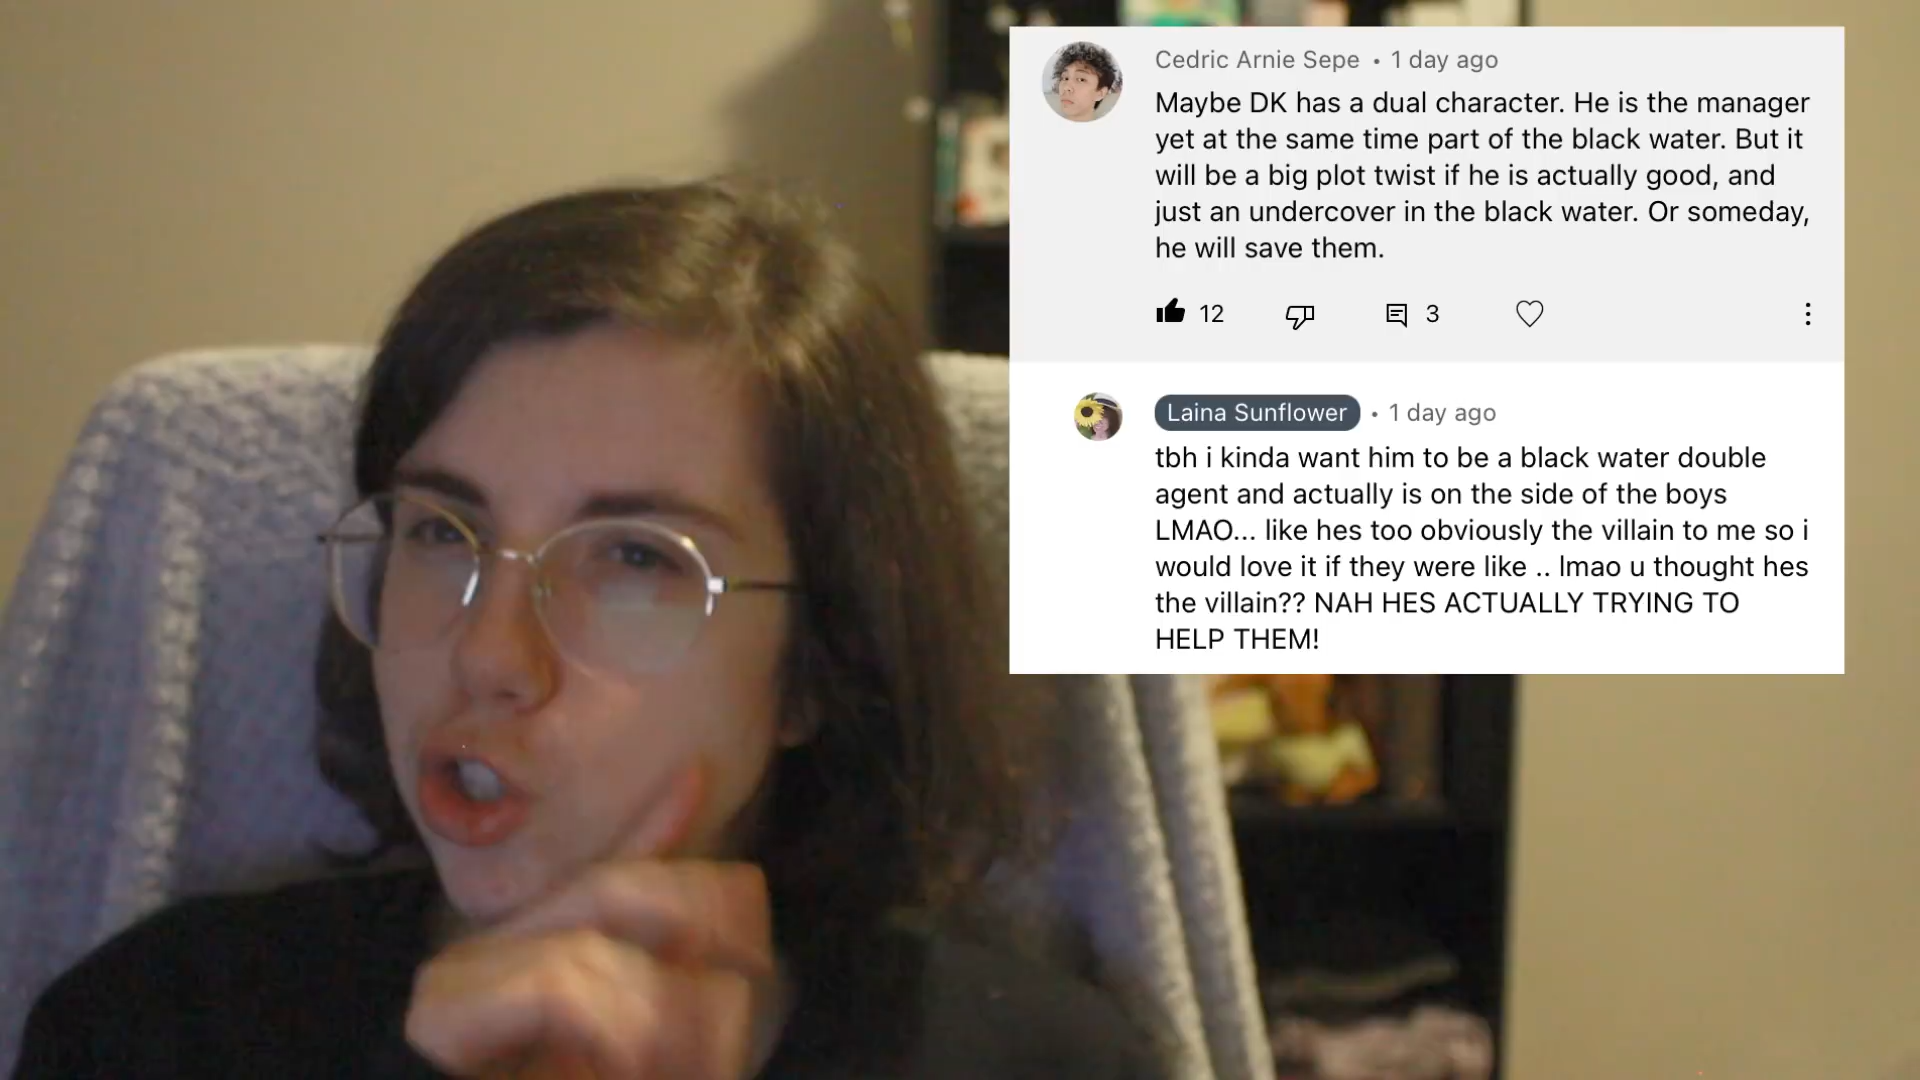 Cedric Arnie Sepe • 1 day ago
Maybe DK has a dual character. He is the manager
yet at the same time part of the black water. But it
will be a big plot twist if he is actually good, and
just an undercover in the black water. Or someday,
he will save them.
12 3
Laina Sunflower • 1 day ago
tbh i kinda want him to be a black water double
agent and actually is on the side of the boys
LMAO... like hes too obviously the villain to me so i
would love it if they were like .. lmao u thought hes
the villain?? NAH HES ACTUALLY TRYING TO
HELP THEM!